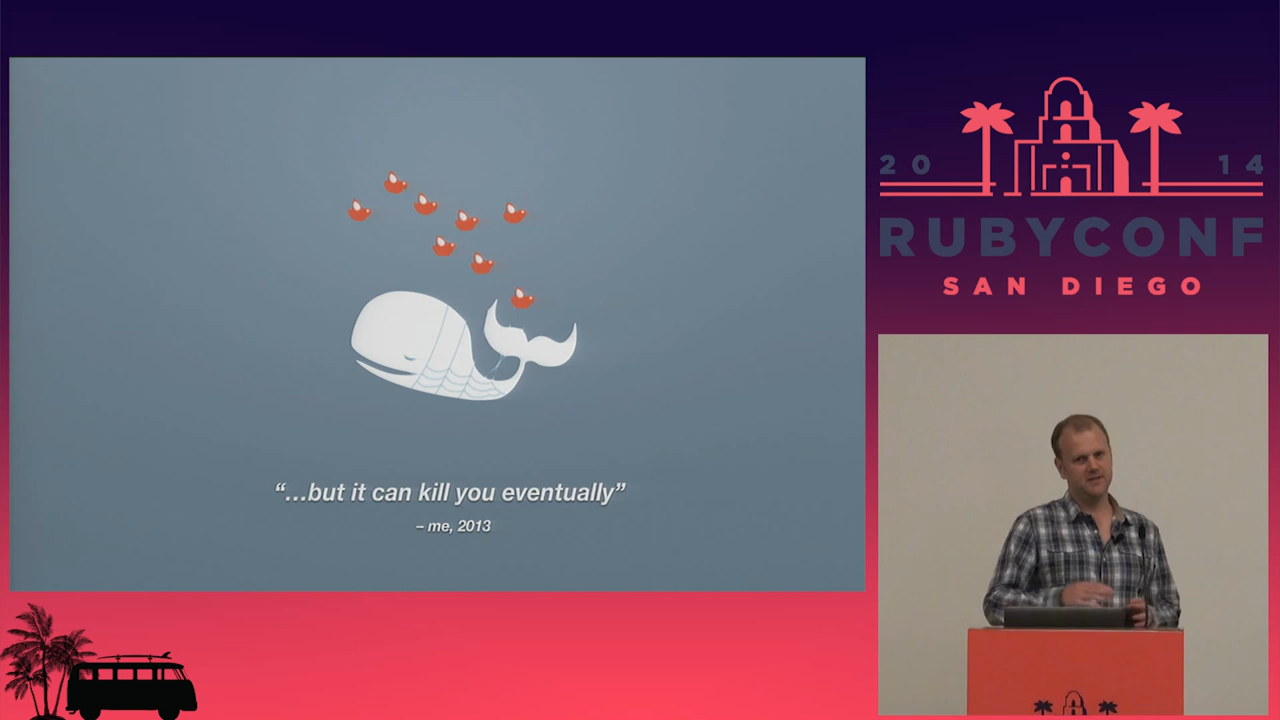 “...but it can kill you eventually”
– me, 2013
20 14
RUBYCONF
SAN DIEGO